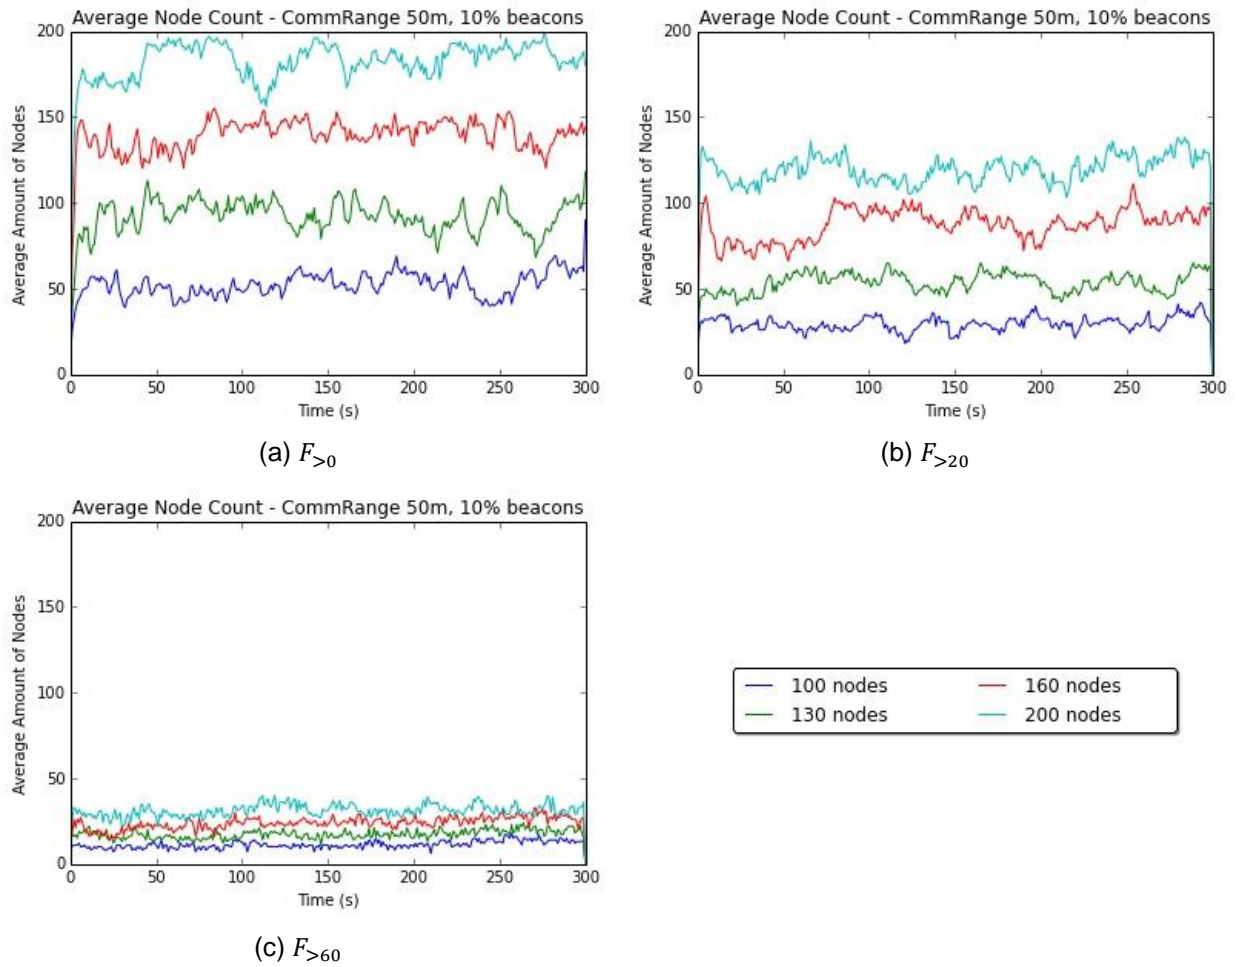 Average Node Count - CommRange 50m, 10% beacons
200
150
100
50
0
Average Amount of Nodes
0 50 100 150 200 250 300
Time (s)
(a) F>0
Average Node Count - CommRange 50m, 10% beacons
200
150
100
50
0
Average Amount of Nodes
0 50 100 150 200 250 300
Time (s)
(b) F>20
Average Node Count - CommRange 50m, 10% beacons
200
150
100
50
0
Average Amount of Nodes
0 50 100 150 200 250 300
Time (s)
(c) F>60
100 nodes 160 nodes
130 nodes 200 nodes